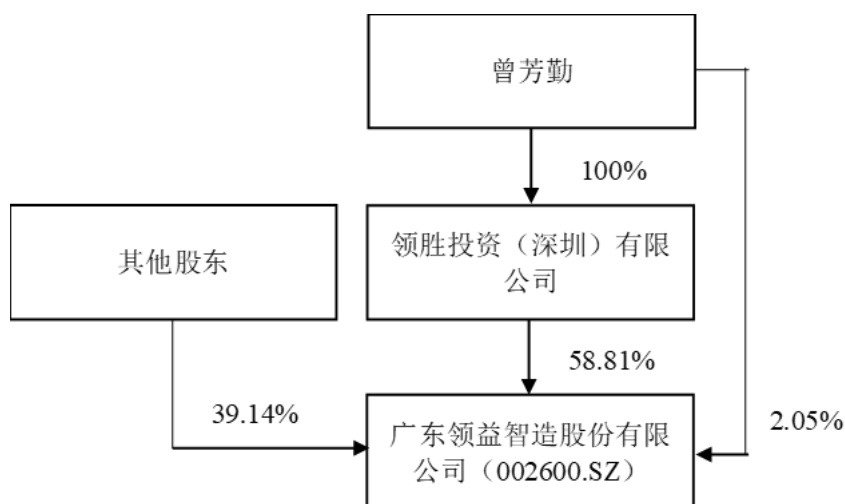 曾芳勤
100%
其他股东
领胜投资（深圳）有限
公司
58.81%
39.14%
广东领益智造股份有限
公司（002600.SZ）
2.05%